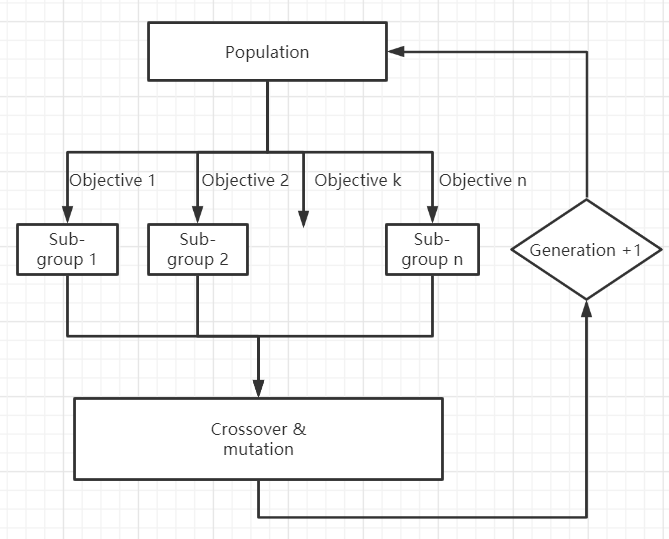 Population
Objective 1
Objective 2
Objective k
Objective n
Sub-
group 1
Sub-
group 2
Sub-
group n
Generation +1
Crossover &
mutation